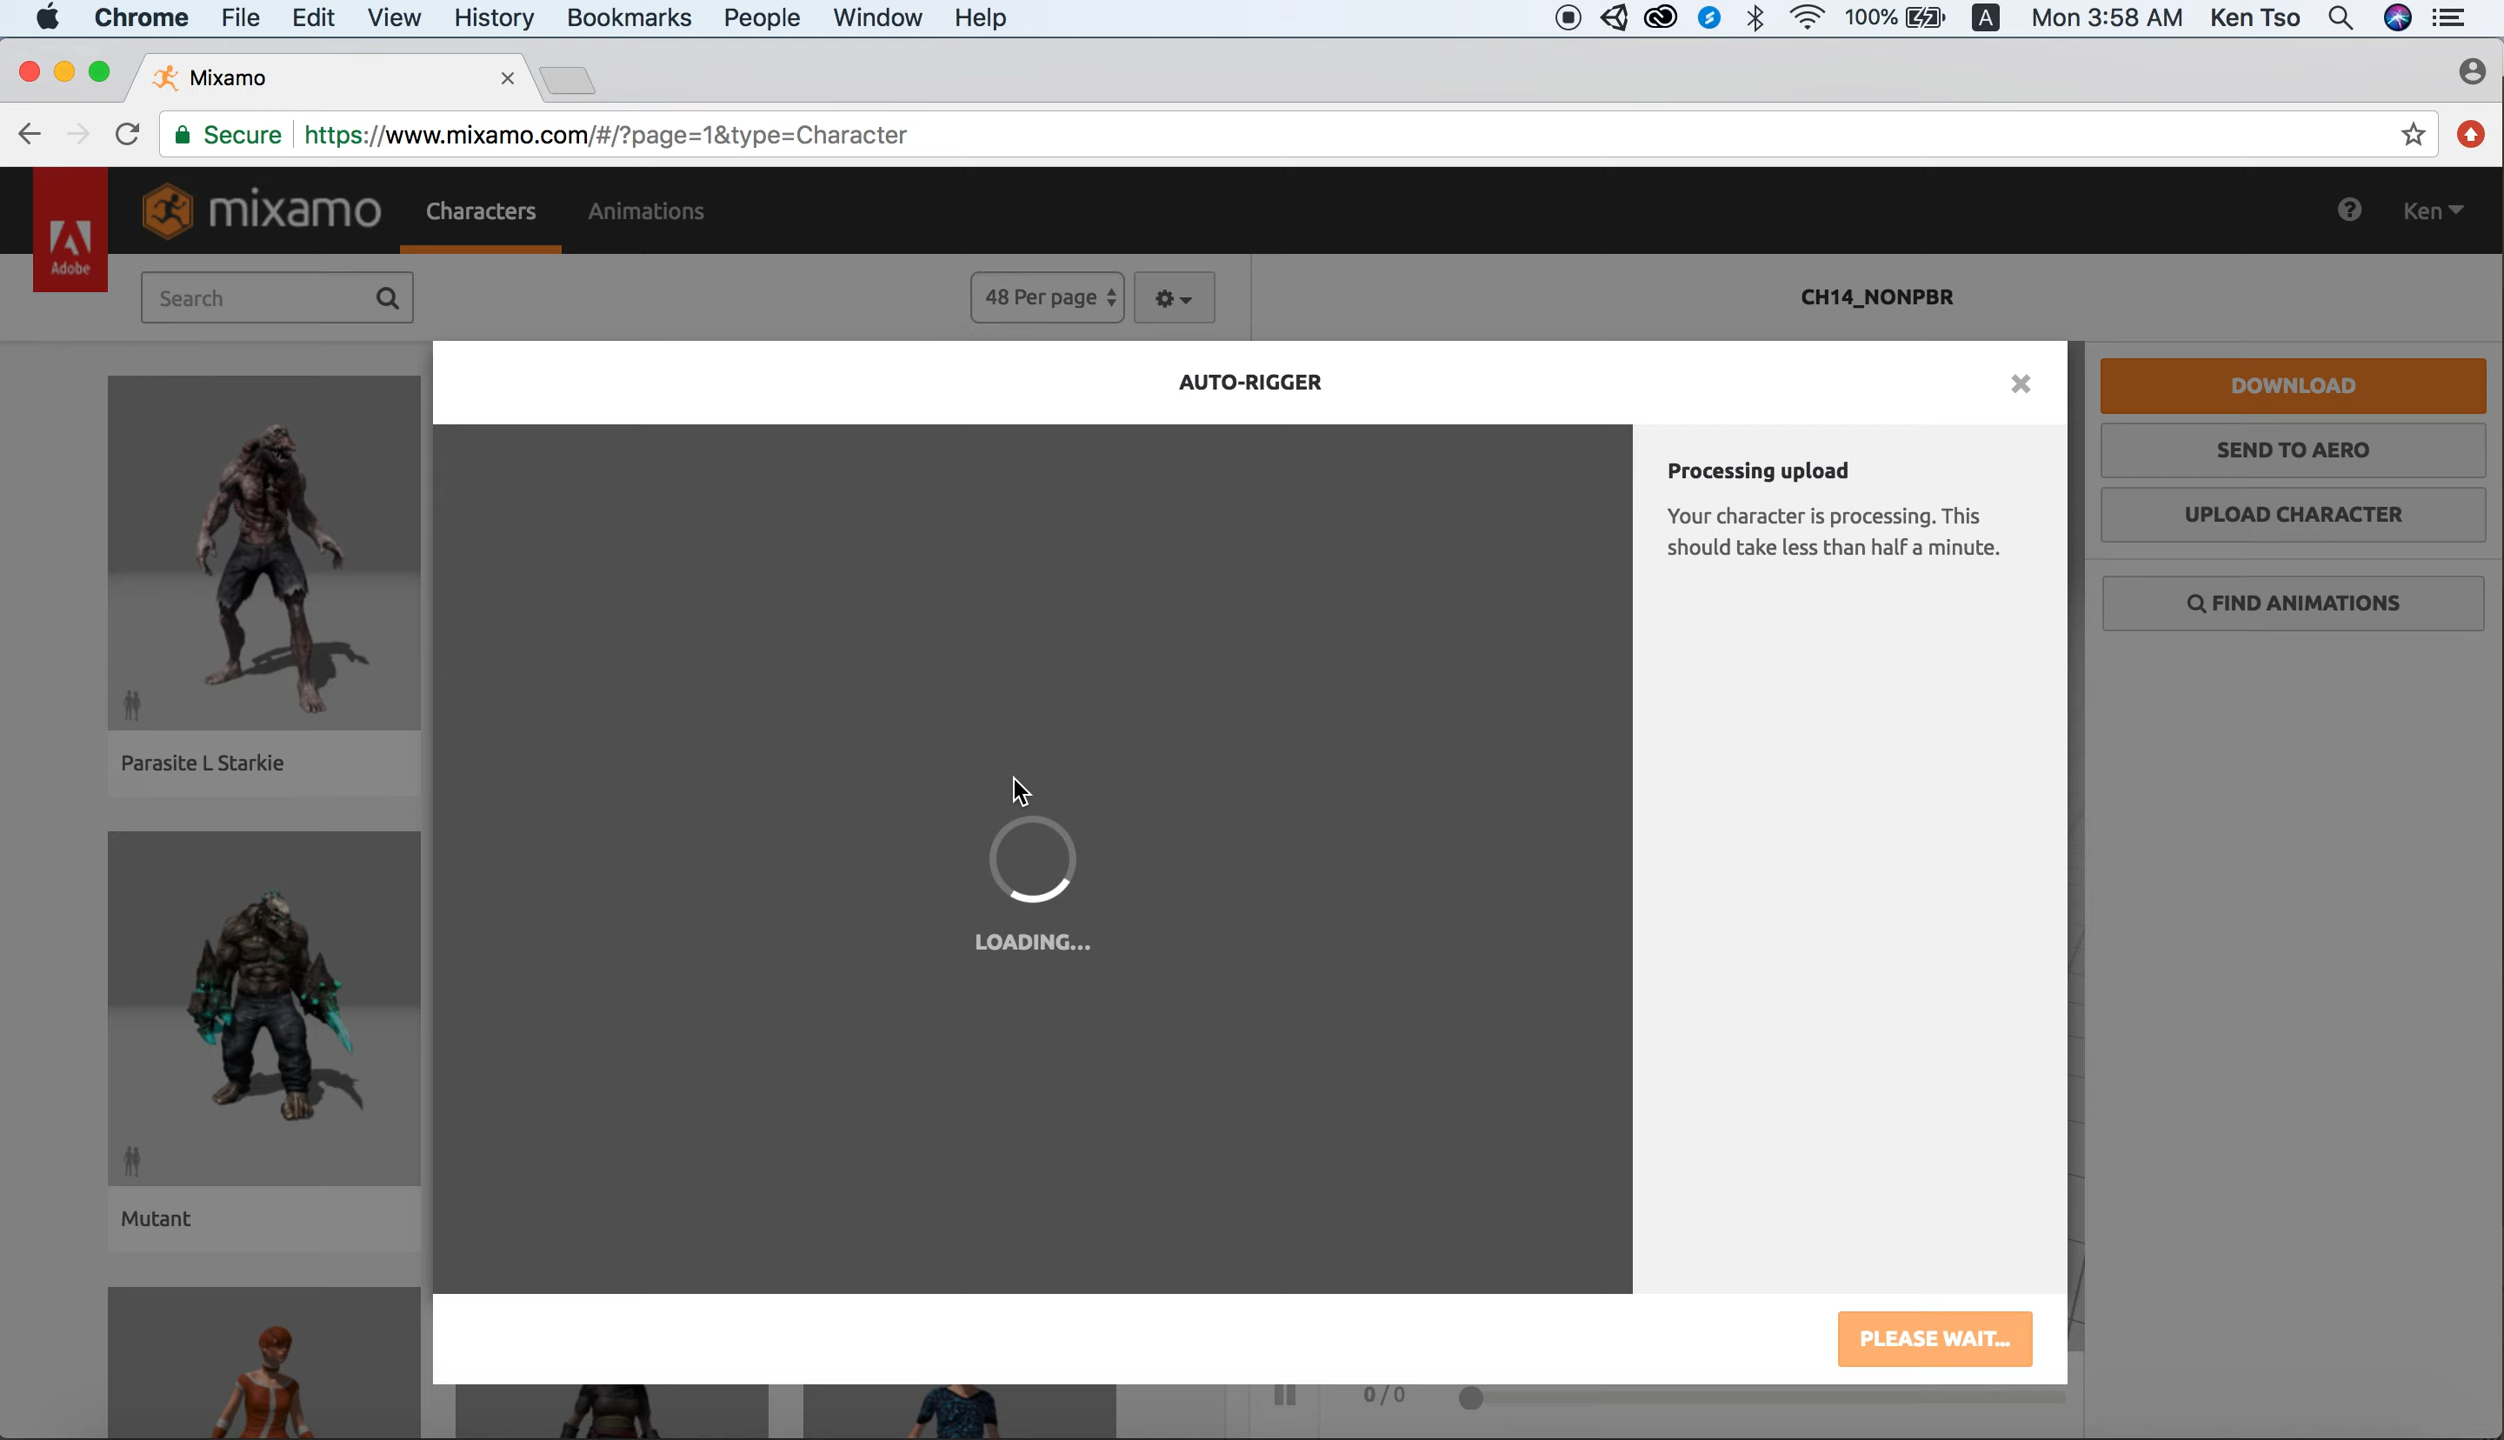 Chrome File Edit View History Bookmarks People Window Help 100% A Mon 3:58 AM Ken Tso
Mixamo
Secure https://www.mixamo.com/#/?page=1&type=Character
Adobe mixamo Characters Animations Ken
Search 48 Per page CH14_NONPBR
AUTO-RIGGER
DOWNLOAD
SEND TO AERO
UPLOAD CHARACTER
FIND ANIMATIONS
Processing upload
Your character is processing. This
should take less than half a minute.
Parasite L Starkie
LOADING...
Mutant
PLEASE WAIT...
0 / 0